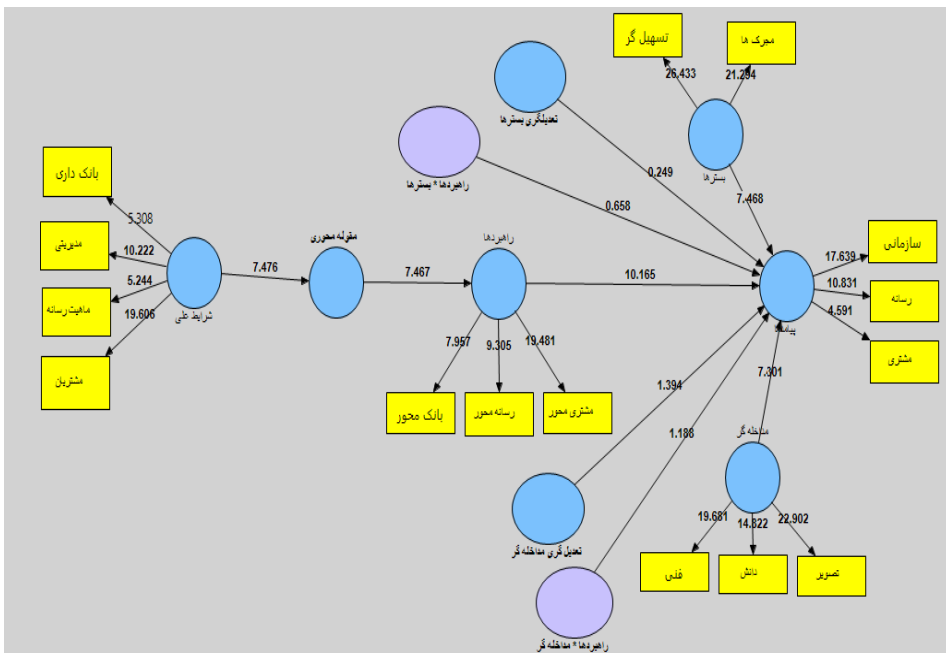 تسهیل گر
محرک ها
26.433
21.294
تعدیلگری بسترها
بسترها
راهبردها * بسترها
0.249
0.658
7.468
بانک داری
5.308
مدیریتی
10.222
ماهیت رسانه
5.244
19.606
مشتریان
شرایط علی
7.476
مقوله محوری
7.467
راهبردها
10.165
7.957
9.305
19.481
بانک محور
رسانه محور
مشتری محور
سازمانی
17.639
رسانه
10.831
4.591
مشتری
پیامدها
1.394
1.188
7.301
مداخله گر
تعدیل گری مداخله گر
19.681
14.822
22.902
فنی
دانش
تصویر
راهبردها * مداخله گر